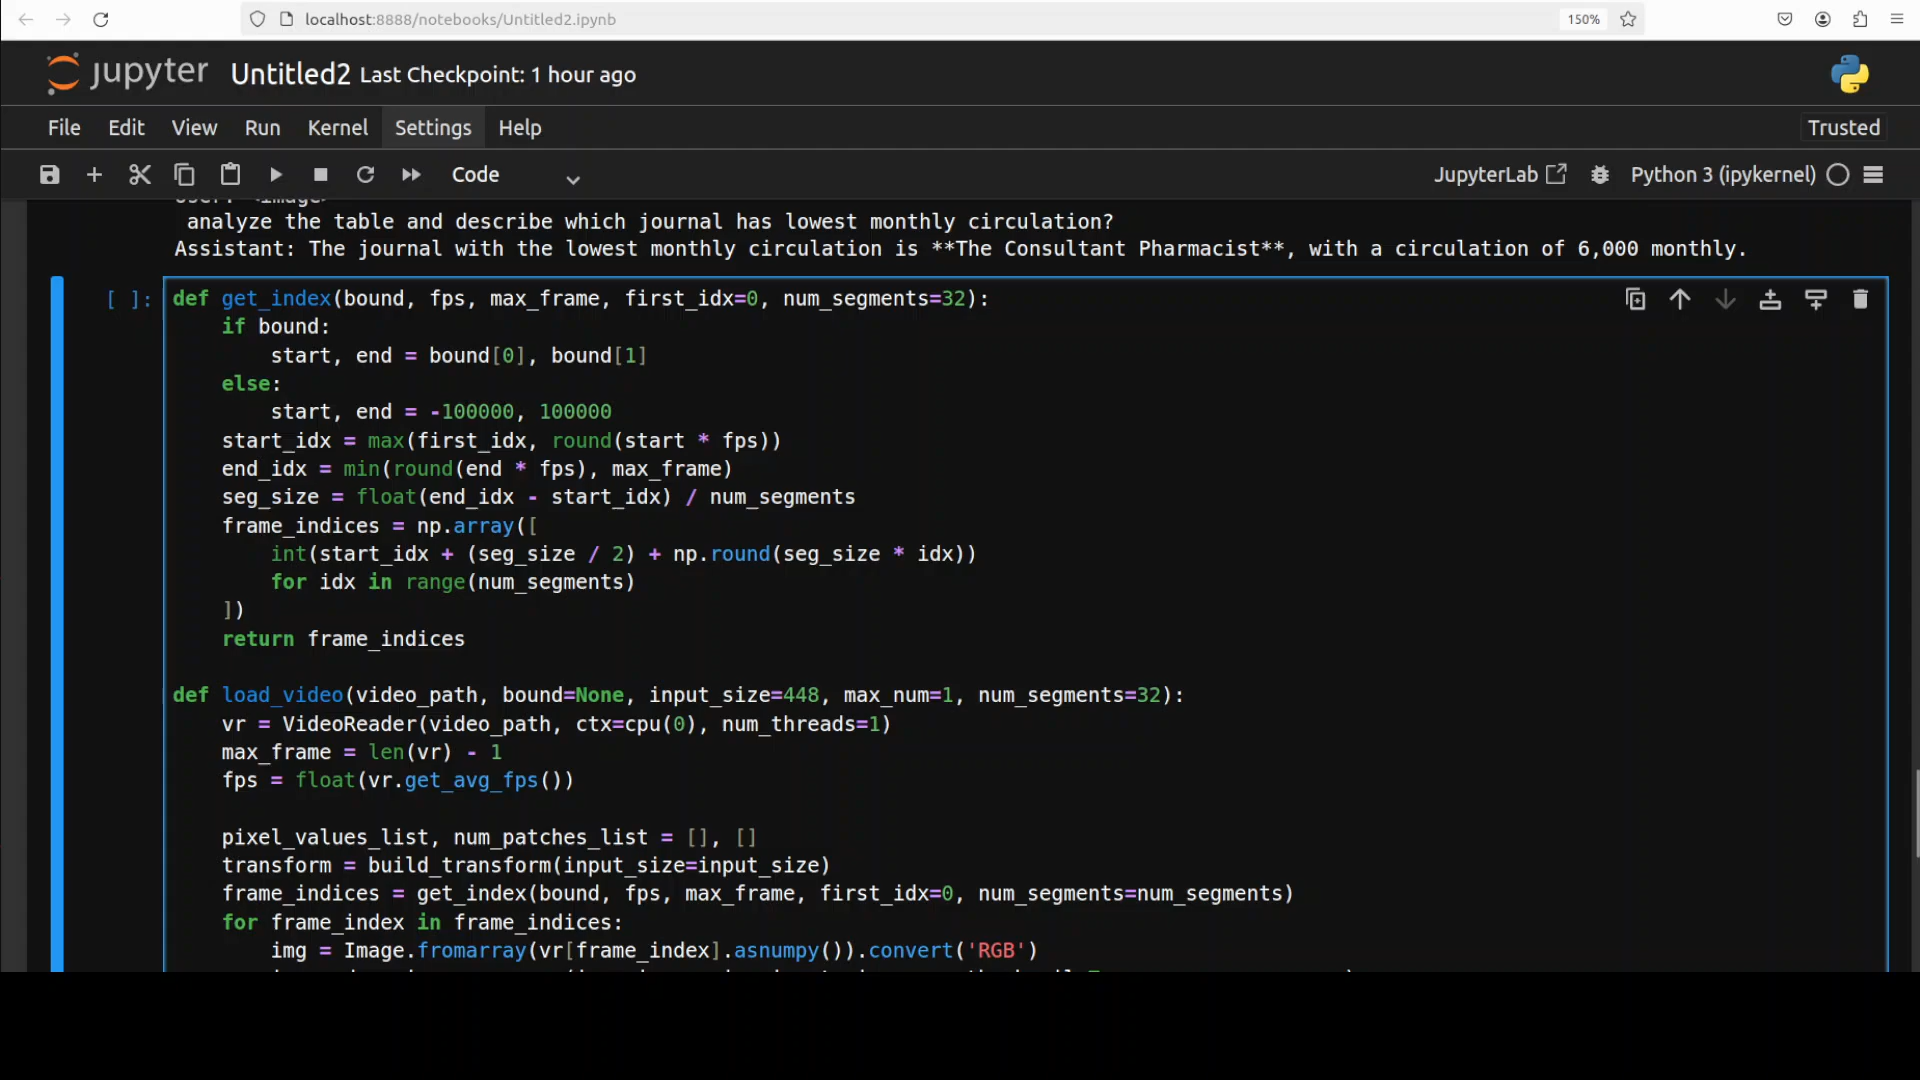 localhost:8888/notebooks/Untitled2.ipynb
150%
jupyter Untitled2 Last Checkpoint: 1 hour ago
File Edit View Run Kernel Settings Help
Trusted
Code
JupyterLab
Python 3 (ipykernel)
User: <image>
analyze the table and describe which journal has lowest monthly circulation?
Assistant: The journal with the lowest monthly circulation is **The Consultant Pharmacist**, with a circulation of 6,000 monthly.
[ ]:
def get_index(bound, fps, max_frame, first_idx=0, num_segments=32):
    if bound:
        start, end = bound[0], bound[1]
    else:
        start, end = -100000, 100000
    start_idx = max(first_idx, round(start * fps))
    end_idx = min(round(end * fps), max_frame)
    seg_size = float(end_idx - start_idx) / num_segments
    frame_indices = np.array([
        int(start_idx + (seg_size / 2) + np.round(seg_size * idx))
        for idx in range(num_segments)
    ])
    return frame_indices
def load_video(video_path, bound=None, input_size=448, max_num=1, num_segments=32):
    vr = VideoReader(video_path, ctx=cpu(0), num_threads=1)
    max_frame = len(vr) - 1
    fps = float(vr.get_avg_fps())
    pixel_values_list, num_patches_list = [], []
    transform = build_transform(input_size=input_size)
    frame_indices = get_index(bound, fps, max_frame, first_idx=0, num_segments=num_segments)
    for frame_index in frame_indices:
        img = Image.fromarray(vr[frame_index].asnumpy()).convert('RGB')